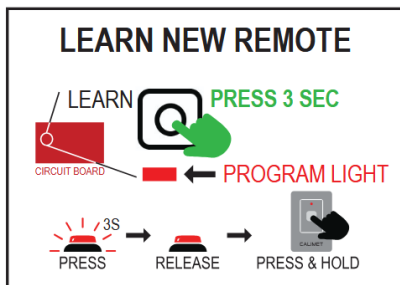 LEARN NEW REMOTE
LEARN PRESS 3 SEC
CIRCUIT BOARD
PROGRAM LIGHT
3S
PRESS RELEASE PRESS & HOLD
CALIMET